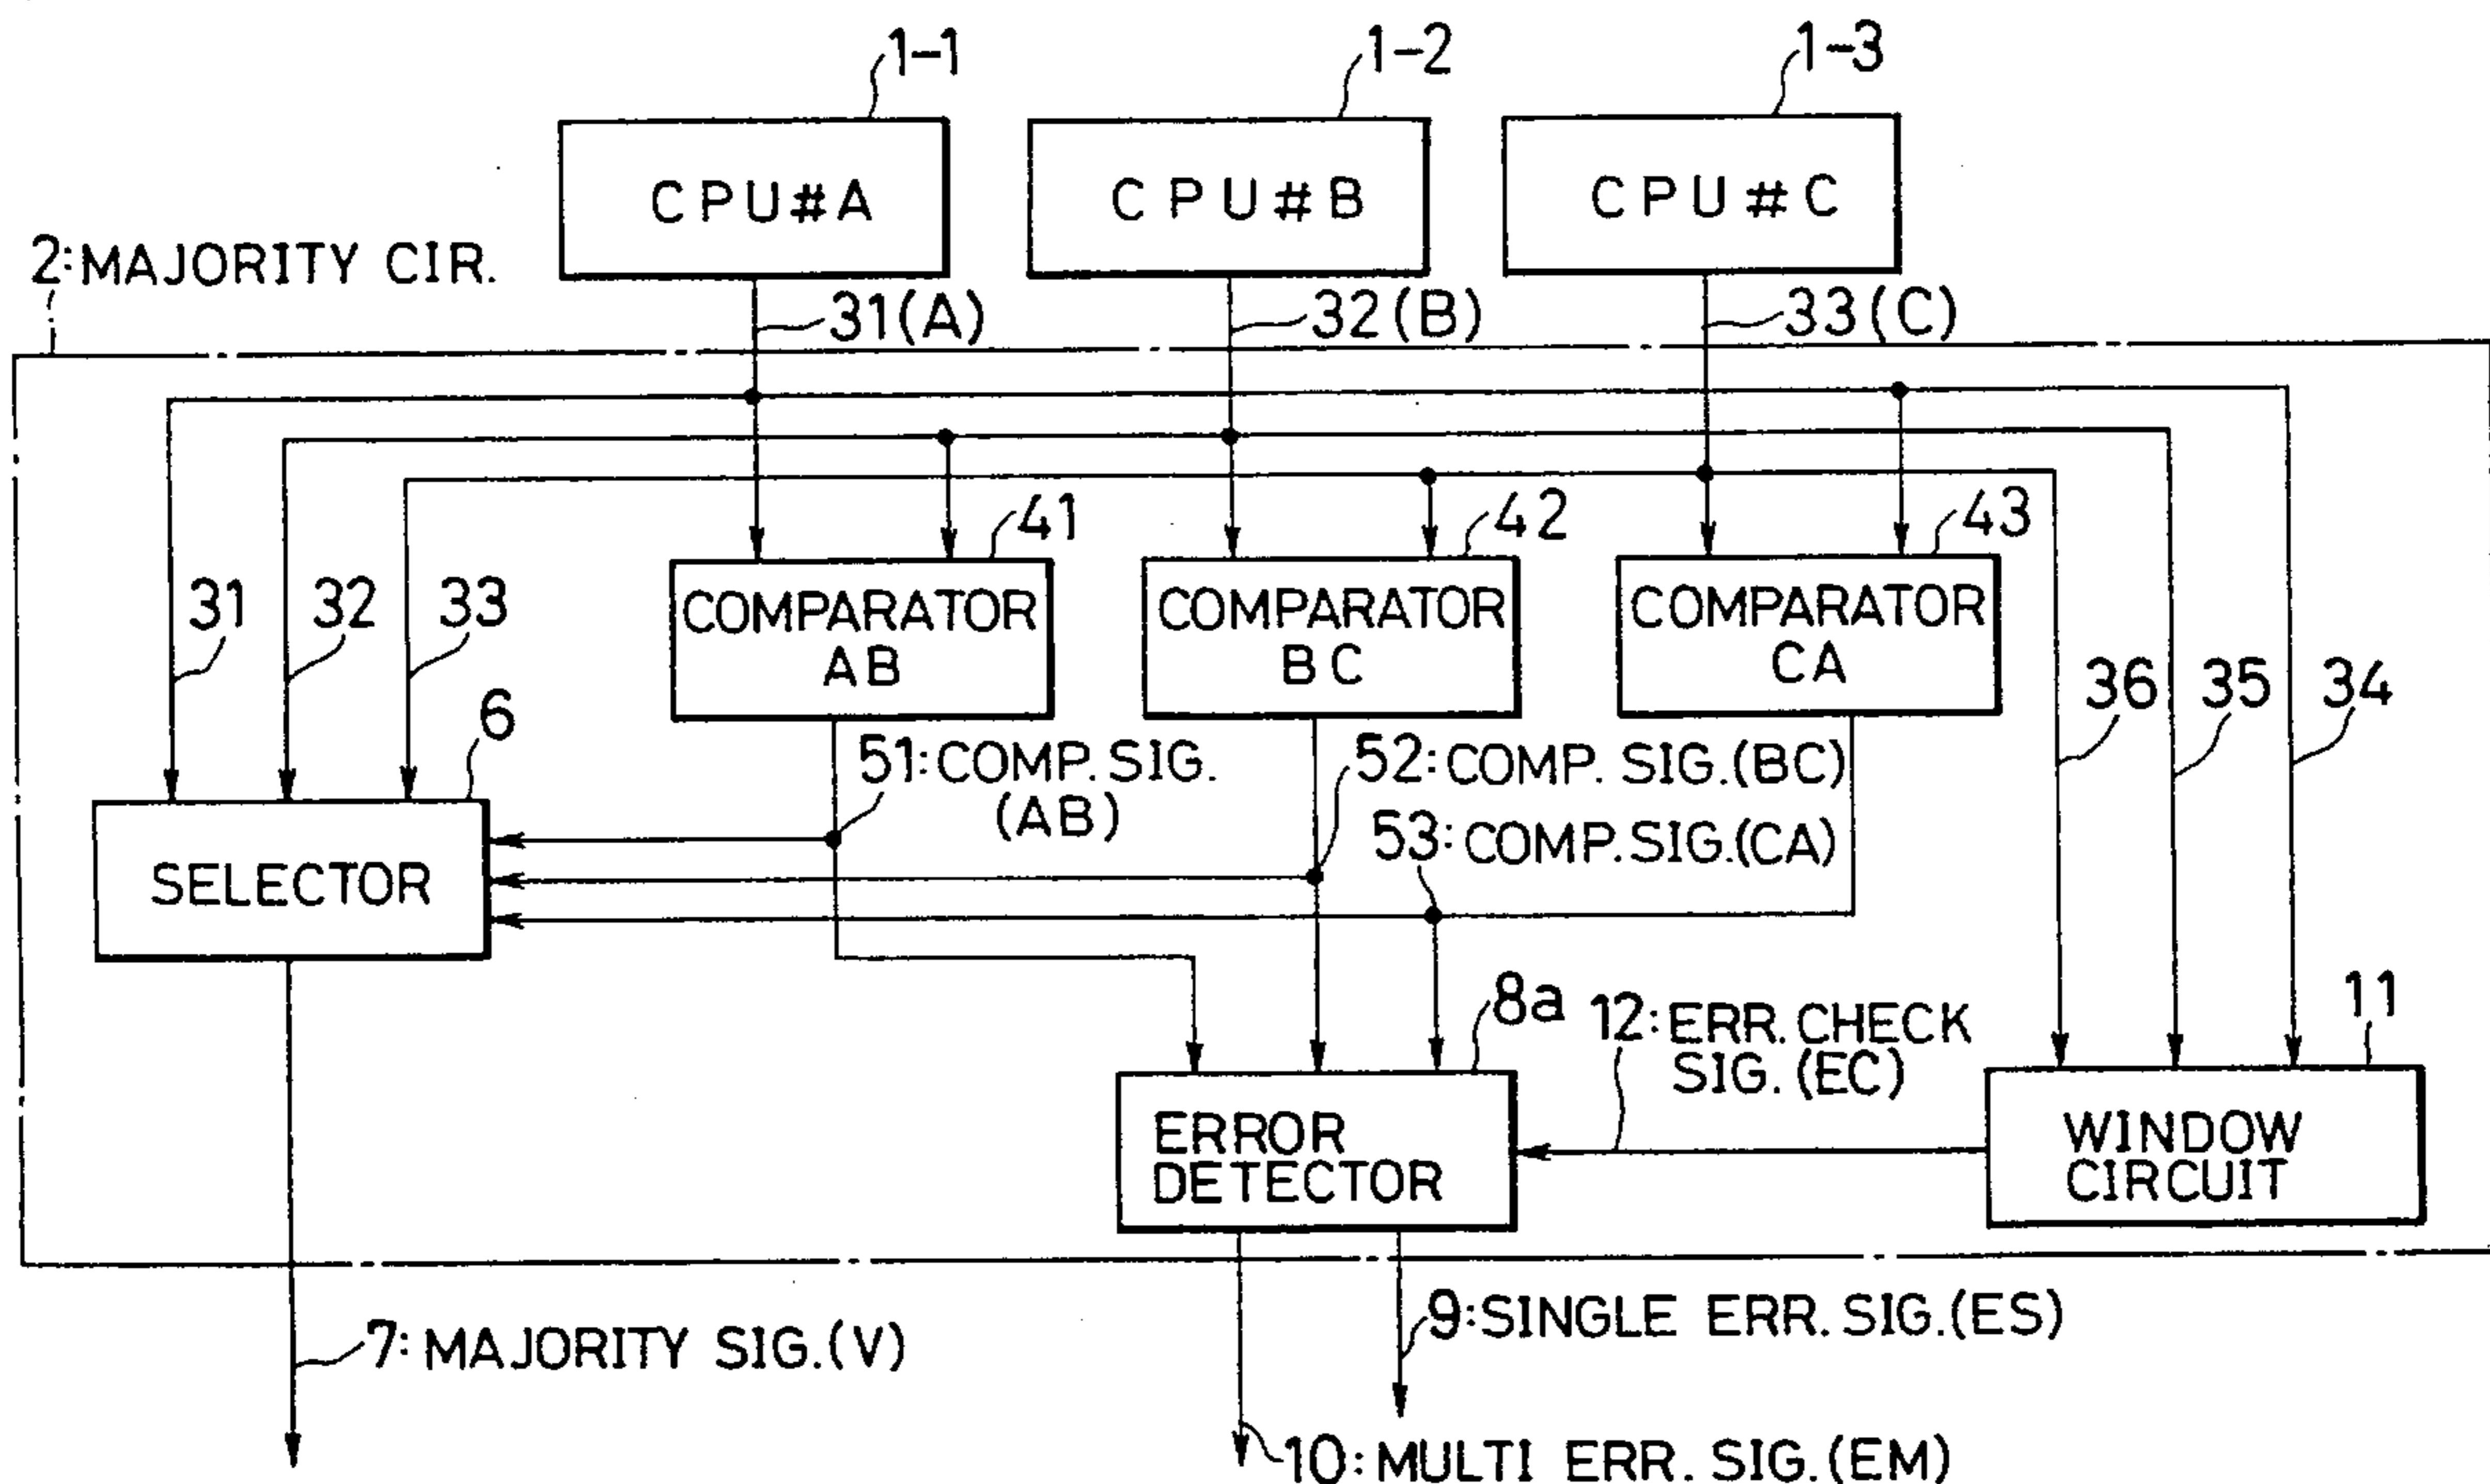 1-1
1-2
1-3
CPU#A
CPU#B
CPU#C
2:MAJORITY CIR.
31(A)
32(B)
33(C)
41
42
43
COMPARATOR
AB
COMPARATOR
BC
COMPARATOR
CA
31
32
33
36
35
34
6
51:COMP.SIG.
(AB)
52:COMP. SIG.(BC)
53:COMP.SIG.(CA)
SELECTOR
8a
12:ERR.CHECK
SIG.(EC)
11
ERROR
DETECTOR
WINDOW
CIRCUIT
7:MAJORITY SIG.(V)
9:SINGLE ERR.SIG.(ES)
10:MULTI ERR. SIG.(EM)